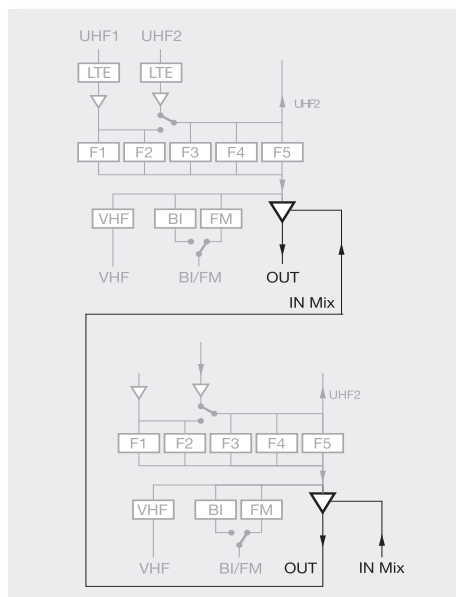 UHF1 UHF2
LTE LTE
UHF2
F1 F2 F3 F4 F5
VHF BI FM
VHF BI/FM OUT
IN Mix
UHF2
F1 F2 F3 F4 F5
VHF BI FM
VHF BI/FM OUT IN Mix